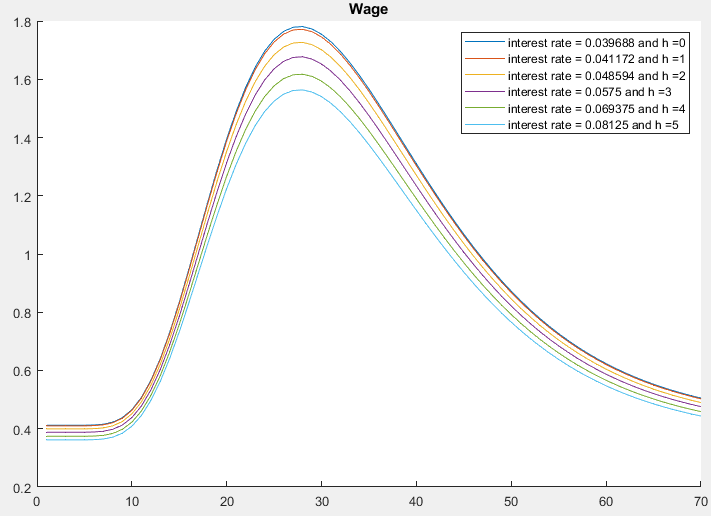 Wage
1.8
1.6
1.4
1.2
1
0.8
0.6
0.4
0.2
0 10 20 30 40 50 60 70
interest rate = 0.039688 and h =0
interest rate = 0.041172 and h =1
interest rate = 0.048594 and h =2
interest rate = 0.0575 and h =3
interest rate = 0.069375 and h =4
interest rate = 0.08125 and h =5